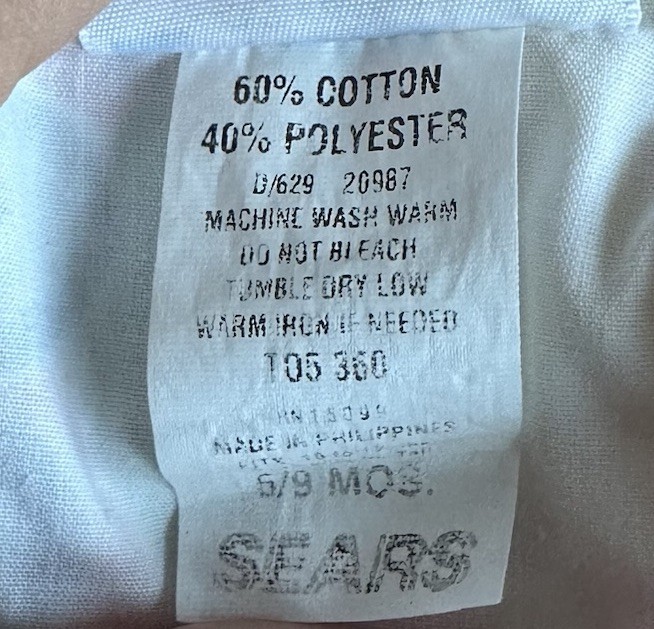 60% COTTON
40% POLYESTER
D/629 20987
MACHINE WASH WARM
DO NOT BLEACH
TUMBLE DRY LOW
WARM IRON IF NEEDED
T05 360
MADE IN PHILIPPINES
6/9 MOS.
SEARS